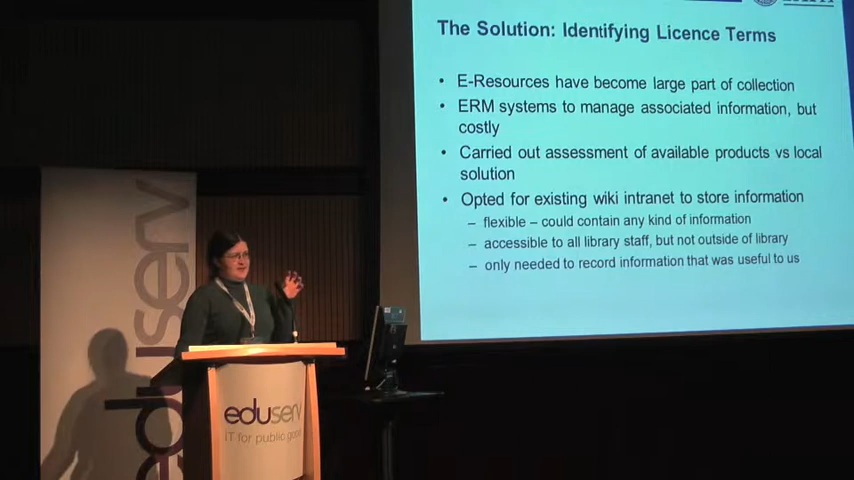 The Solution: Identifying Licence Terms
• E-Resources have become large part of collection
• ERM systems to manage associated information, but
costly
• Carried out assessment of available products vs local
solution
• Opted for existing wiki intranet to store information
– flexible – could contain any kind of information
– accessible to all library staff, but not outside of library
– only needed to record information that was useful to us
eduserv
eduserv
IT for public good